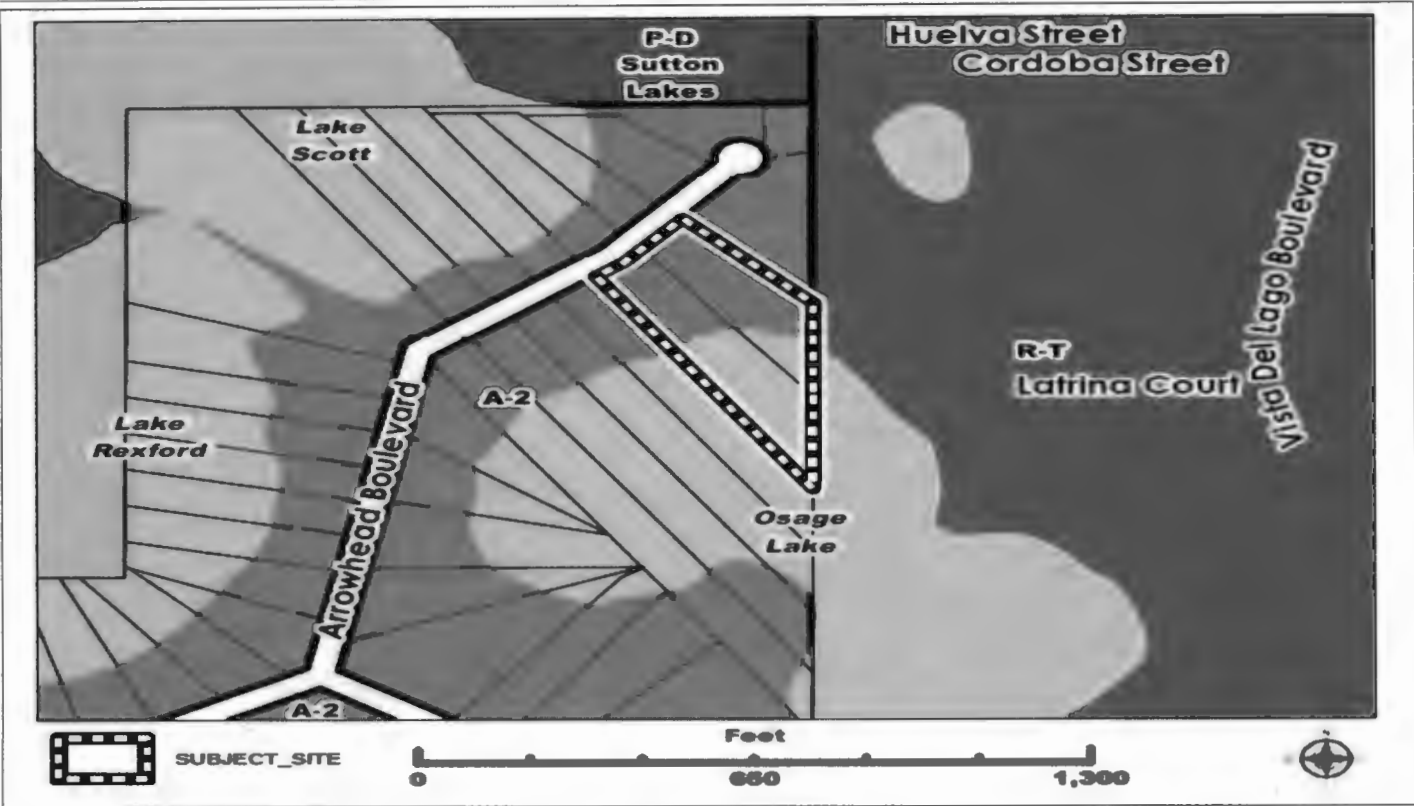 P-D
Sutton
Lakes
Huelva Street
Cordoba Street
Lake
Scott
R-T
Latrina Court
Vista Del Lago Boulevard
A-2
Lake
Rexford
Arrowhead Boulevard
Osage
Lake
A-2
SUBJECT_SITE
Feet
0
650
1,300